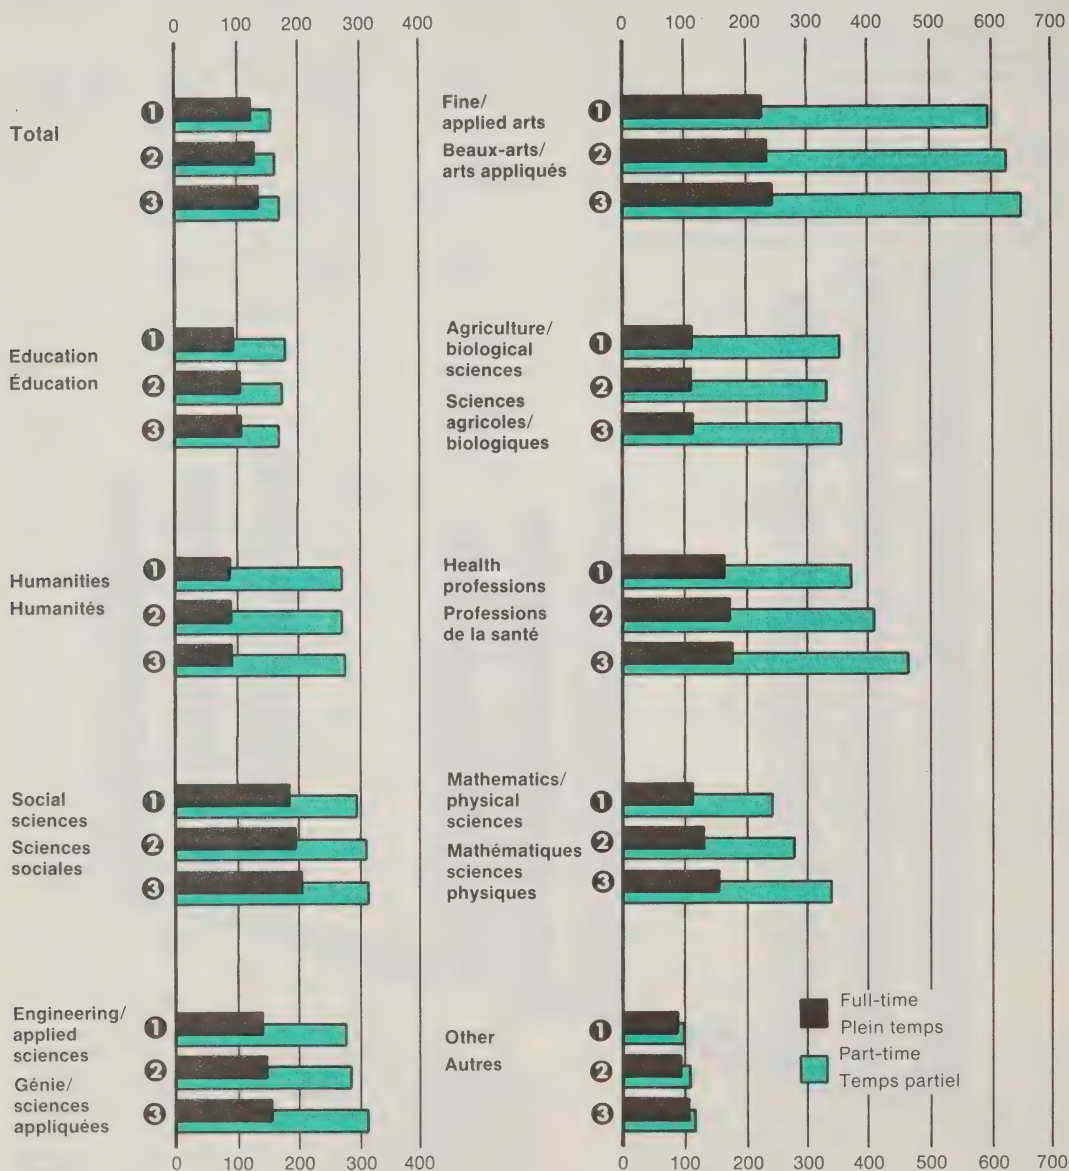 0 100 200 300 400
Total
1
2
3
Education
Éducation
1
2
3
Humanities
Humanités
1
2
3
Social
sciences
Sciences
sociales
1
2
3
Engineering/
applied
sciences
Génie/
sciences
appliquées
1
2
3
0 100 200 300 400
0 100 200 300 400 500 600 700
Fine/
applied arts
Beaux-arts/
arts appliqués
1
2
3
Agriculture/
biological
sciences
Sciences
agricoles/
biologiques
1
2
3
Health
professions
Professions
de la santé
1
2
3
Mathematics/
physical
sciences
Mathématiques
sciences
physiques
1
2
3
Other
Autres
1
2
3
Full-time
Plein temps
Part-time
Temps partiel
0 100 200 300 400 500 600 700